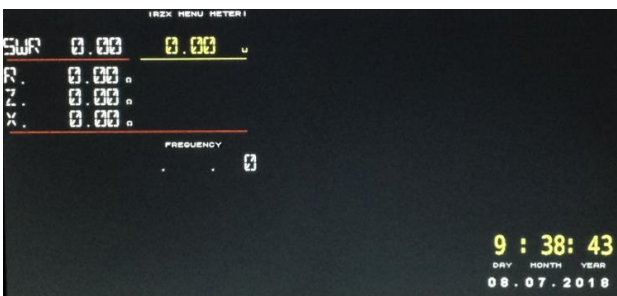 [RZX MENU METER]
SWR 0.00 0.00 W
R. 0.00 Ω
Z. 0.00 Ω
X. 0.00 Ω
FREQUENCY
. . 0
9 : 38: 43
DAY MONTH YEAR
08.07.2018